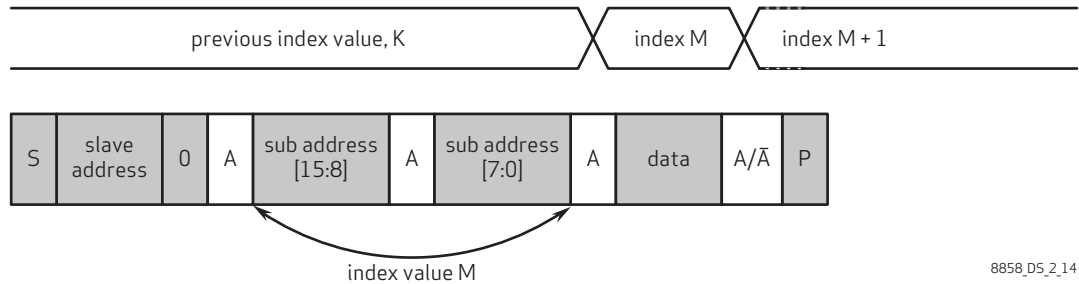 previous index value, K
index M
index M + 1
S
slave
address
0
A
sub address
[15:8]
A
sub address
[7:0]
A
data
A/Ā
P
index value M
8858_DS_2_14